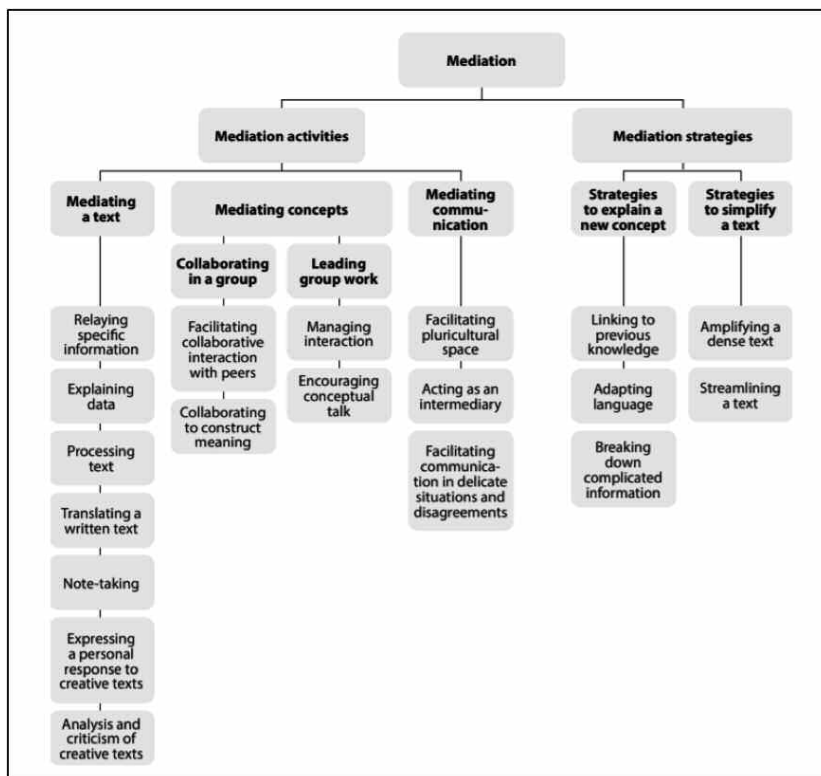 Mediation
Mediation activities
Mediation strategies
Mediating
a text
Mediating concepts
Mediating
commu-
nication
Strategies
to explain a
new concept
Strategies
to simplify
a text
Collaborating
in a group
Leading
group work
Relaying
specific
information
Explaining
data
Processing
text
Translating a
written text
Note-taking
Expressing
a personal
response to
creative texts
Analysis and
criticism of
creative texts
Facilitating
collaborative
interaction
with peers
Collaborating
to construct
meaning
Managing
interaction
Encouraging
conceptual
talk
Facilitating
pluricultural
space
Acting as an
intermediary
Facilitating
communica-
tion in delicate
situations and
disagreements
Linking to
previous
knowledge
Adapting
language
Breaking
down
complicated
information
Amplifying a
dense text
Streamlining
a text